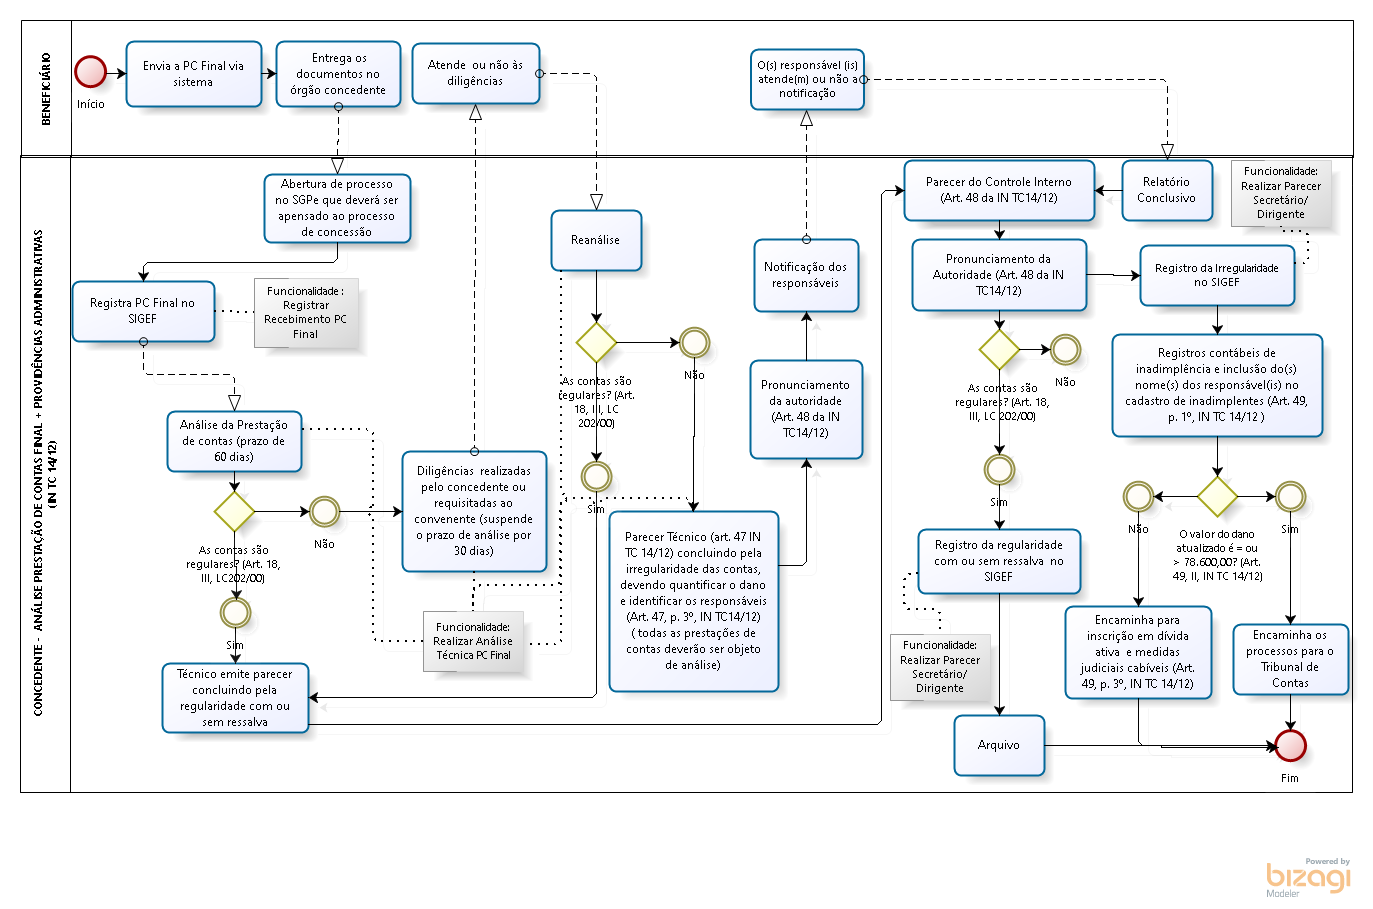 BENEFICIÁRIO
Início
Envia a PC Final via
sistema
Entrega os
documentos no
órgão concedente
Atende ou não às
diligências
O(s) responsável (is)
atende(m) ou não a
notificação
CONCEDENTE - ANÁLISE PRESTAÇÃO DE CONTAS FINAL + PROVIDÊNCIAS ADMINISTRATIVAS
(IN TC 14/12)
Abertura de processo
no SGPe que deverá ser
apensado ao processo
de concessão
Registra PC Final no
SIGEF
Funcionalidade :
Registrar
Recebimento PC
Final
Análise da Prestação
de contas (prazo de
60 dias)
As contas são
regulares? (Art. 18,
III, LC202/00)
Não
Sim
Técnico emite parecer
concluindo pela
regularidade com ou
sem ressalva
Diligências realizadas
pelo concedente ou
requisitadas ao
convenente (suspende
o prazo de análise por
30 dias)
Funcionalidade:
Realizar Análise
Técnica PC Final
Reanálise
As contas são
regulares? (Art.
18, III, LC
202/00)
Não
Sim
Parecer Técnico (art. 47 IN
TC 14/12) concluindo pela
irregularidade das contas,
devendo quantificar o dano
e identificar os responsáveis
(Art. 47, p. 3º, IN TC14/12)
( todas as prestações de
contas deverão ser objeto
de análise)
Notificação dos
responsáveis
Pronunciamento
da autoridade
(Art. 48 da IN
TC14/12)
Parecer do Controle Interno
(Art. 48 da IN TC14/12)
Relatório
Conclusivo
Funcionalidade:
Realizar Parecer
Secretário/
Dirigente
Pronunciamento da
Autoridade (Art. 48 da IN
TC14/12)
Registro da Irregularidade
no SIGEF
As contas são
regulares? (Art. 18,
III, LC 202/00)
Não
Sim
Registros contábeis de
inadimplência e inclusão do(s)
nome(s) dos responsável(is) no
cadastro de inadimplentes (Art. 49,
p. 1º, IN TC 14/12 )
Não
Sim
O valor do dano
atualizado é = ou
> 78.600,00? (Art.
49, II, IN TC 14/12)
Registro da regularidade
com ou sem ressalva no
SIGEF
Funcionalidade:
Realizar Parecer
Secretário/
Dirigente
Encaminha para
inscrição em dívida
ativa e medidas
judiciais cabíveis (Art.
49, p. 3º, IN TC 14/12)
Encaminha os
processos para o
Tribunal de
Contas
Arquivo
Fim
Powered by
bizagi
Modeler